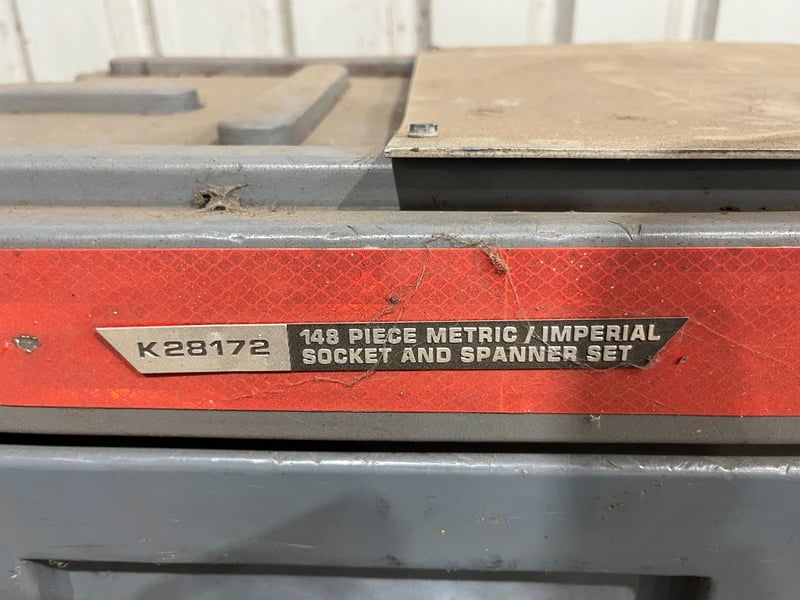 K28172
148 PIECE METRIC / IMPERIAL
SOCKET AND SPANNER SET